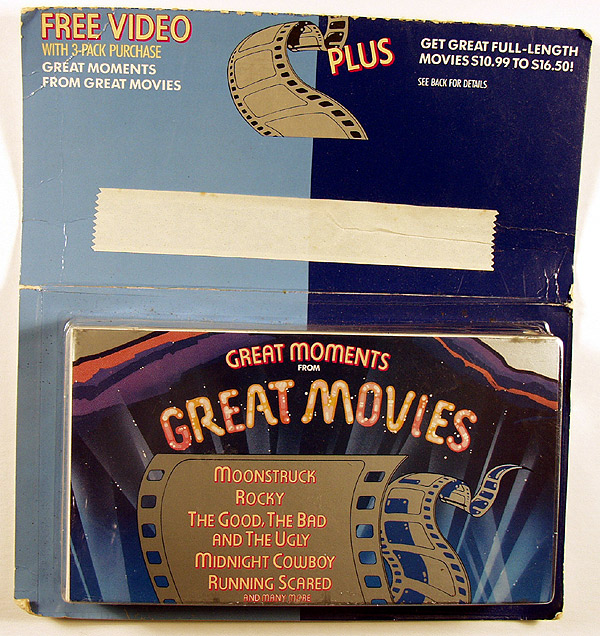 FREE VIDEO
WITH 3-PACK PURCHASE
GREAT MOMENTS
FROM GREAT MOVIES
PLUS
GET GREAT FULL-LENGTH
MOVIES $10.99 TO $16.50!
SEE BACK FOR DETAILS
GREAT MOMENTS
FROM
GREAT MOVIES
MOONSTRUCK
ROCKY
THE GOOD, THE BAD
AND THE UGLY
MIDNIGHT COWBOY
RUNNING SCARED
AND MANY MORE